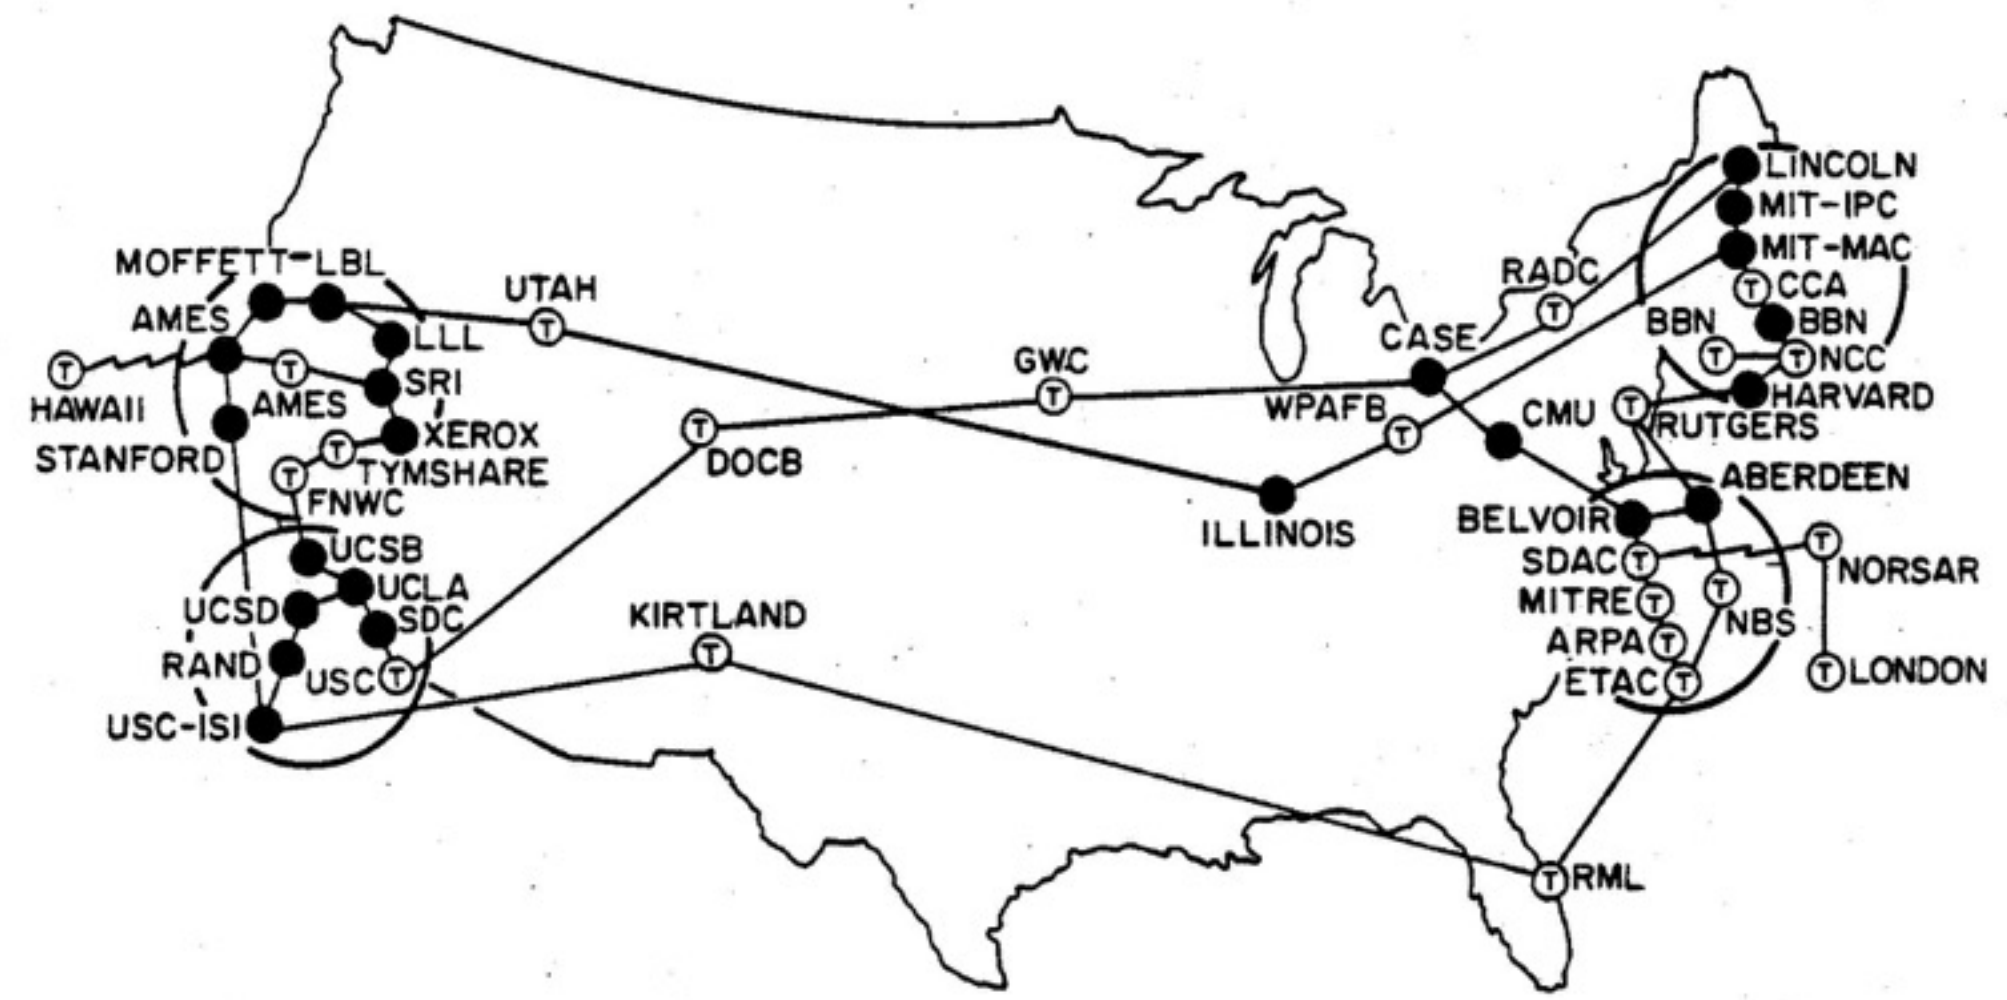 LINCOLN
MIT-IPC
MIT-MAC
MOFFETT-LBL
RADC
UTAH
T CCA
AMES
T
T
BBN
BBN
LLL
CASE
GWC
T
T NCC
T
T
SRI
HARVARD
HAWAII
AMES
T
WPAFB
T
CMU
RUTGERS
XEROX
T
T
STANFORD
T
TYMSHARE
DOCB
ABERDEEN
T
FNWC
BELVOIR
ILLINOIS
UCSB
SDAC T
T
NORSAR
UCLA
T
UCSD
MITRE T
KIRTLAND
SDC
NBS
ARPA T
T
RAND
USC T
ETAC T
T LONDON
USC-ISI
T RML